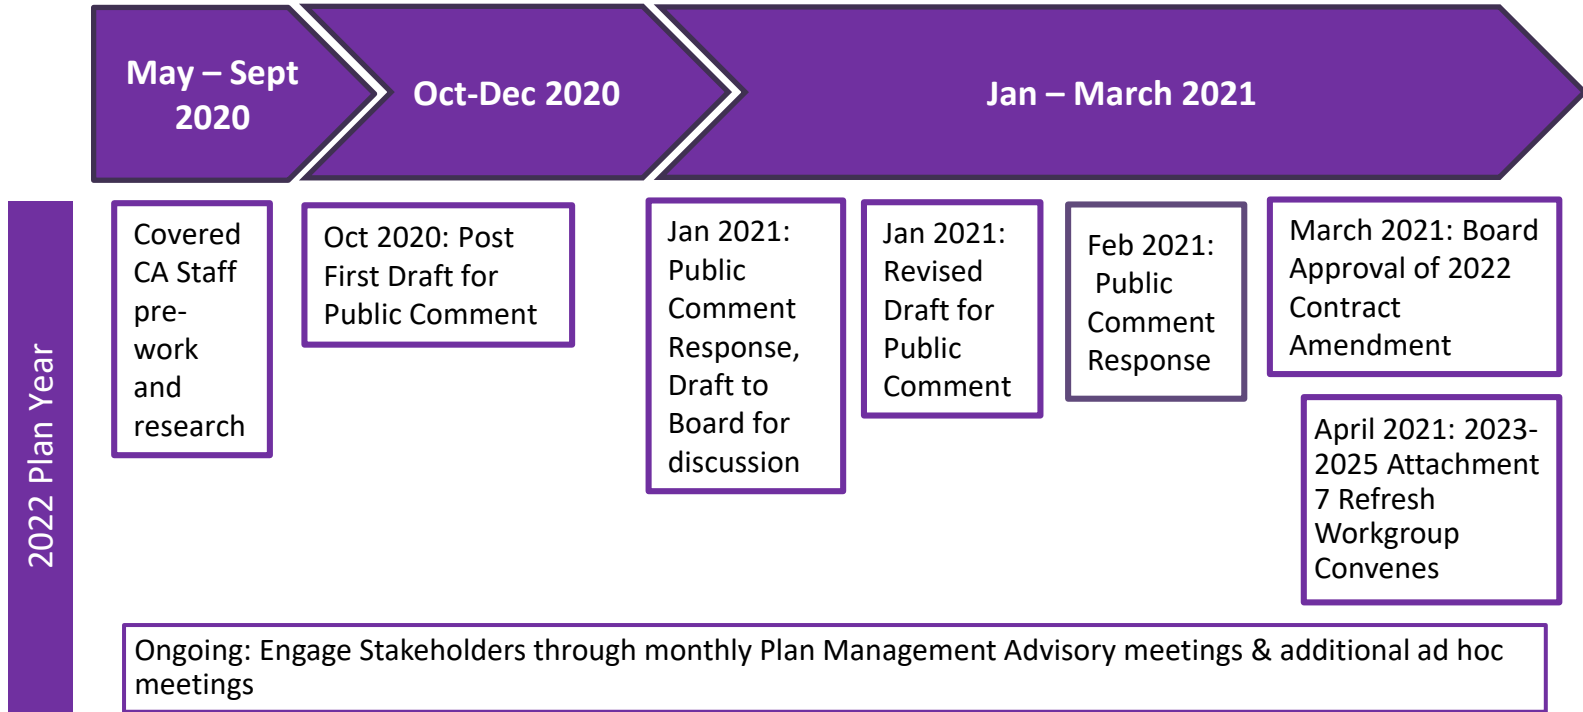 May – Sept
2020
Oct-Dec 2020
Jan – March 2021
2022 Plan Year
Covered
CA Staff
pre-
work
and
research
Oct 2020: Post
First Draft for
Public Comment
Jan 2021:
Public
Comment
Response,
Draft to
Board for
discussion
Jan 2021:
Revised
Draft for
Public
Comment
Feb 2021:
Public
Comment
Response
March 2021: Board
Approval of 2022
Contract
Amendment
April 2021: 2023-
2025 Attachment
7 Refresh
Workgroup
Convenes
Ongoing: Engage Stakeholders through monthly Plan Management Advisory meetings & additional ad hoc
meetings